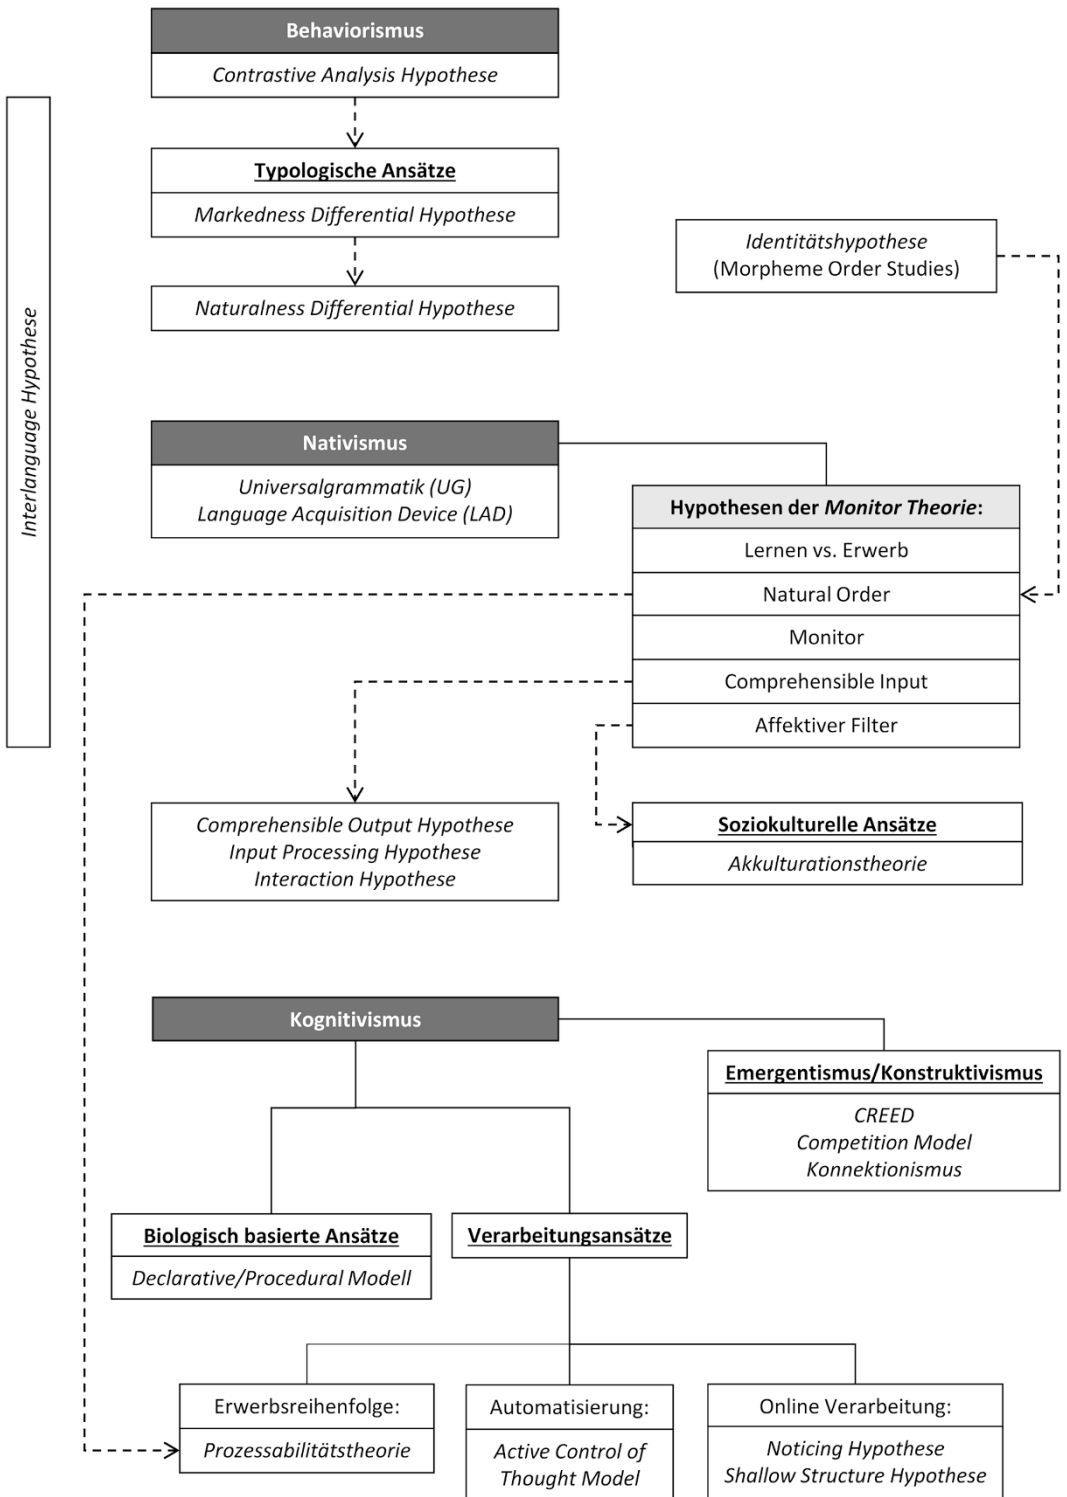 Behaviorismus
Contrastive Analysis Hypothese
Typologische Ansätze
Markedness Differential Hypothese
Naturalness Differential Hypothese
Identitätshypothese
(Morpheme Order Studies)
Interlanguage Hypothese
Nativismus
Universalgrammatik (UG)
Language Acquisition Device (LAD)
Hypothesen der Monitor Theorie:
Lernen vs. Erwerb
Natural Order
Monitor
Comprehensible Input
Affektiver Filter
Comprehensible Output Hypothese
Input Processing Hypothese
Interaction Hypothese
Soziokulturelle Ansätze
Akkulturationstheorie
Kognitivismus
Emergentismus/Konstruktivismus
CREED
Competition Model
Konnektionismus
Biologisch basierte Ansätze
Declarative/Procedural Modell
Verarbeitungsansätze
Erwerbsreihenfolge:
Prozessabilitätstheorie
Automatisierung:
Active Control of
Thought Model
Online Verarbeitung:
Noticing Hypothese
Shallow Structure Hypothese